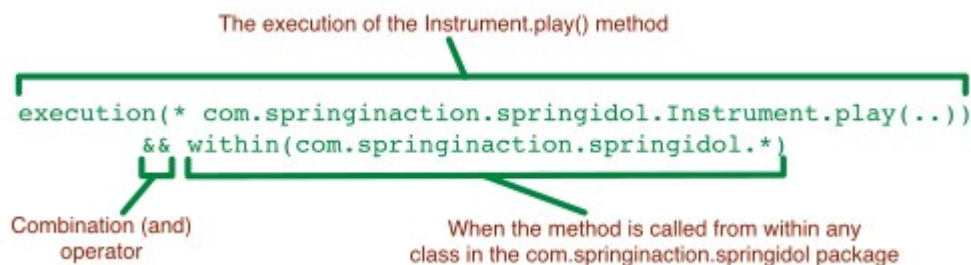 The execution of the Instrument.play() method
execution(* com.springinaction.springidol.Instrument.play(..))
&& within(com.springinaction.springidol.*)
Combination (and)
operator
When the method is called from within any
class in the com.springinaction.springidol package